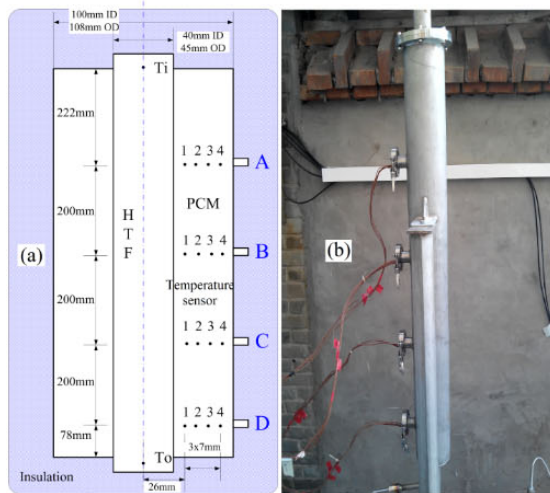 100mm ID
108mm OD
40mm ID
45mm OD
Ti
222mm
1 2 3 4
A
200mm
HTF
PCM
(a)
(b)
1 2 3 4
B
200mm
Temperature
sensor
1 2 3 4
C
200mm
1 2 3 4
D
78mm
3x7mm
To
Insulation
26mm